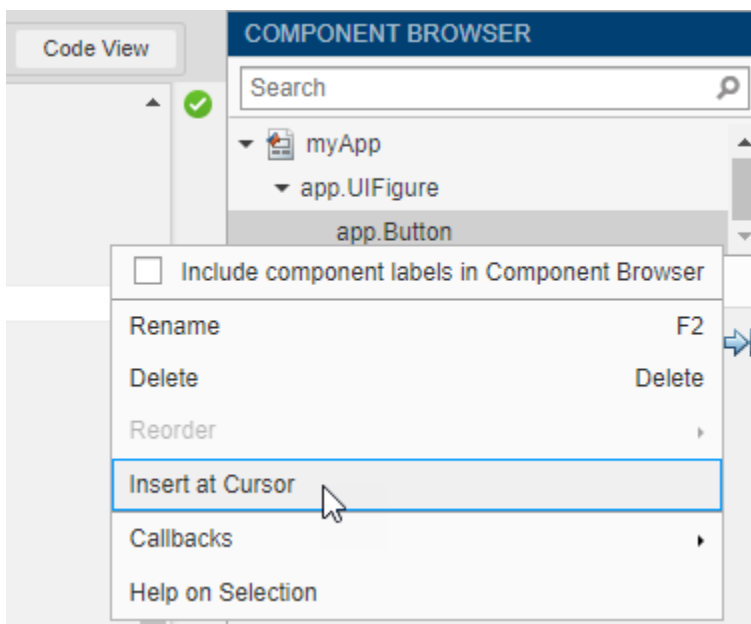 Code View
COMPONENT BROWSER
Search
myApp
app.UIFigure
app.Button
Include component labels in Component Browser
Rename F2
Delete Delete
Reorder
Insert at Cursor
Callbacks
Help on Selection